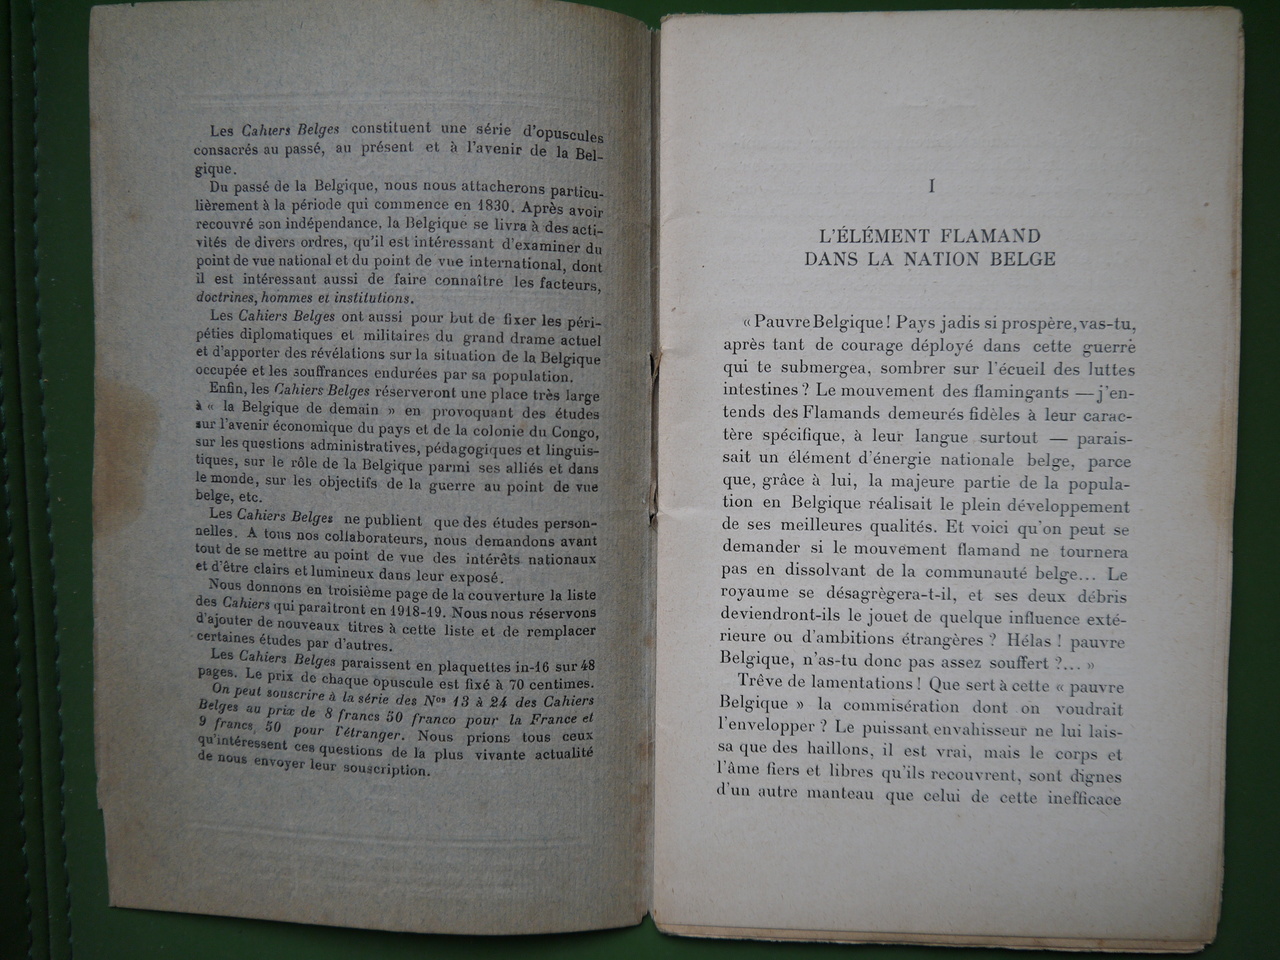 Les Cahiers Belges constituent une série d'opuscules
consacrés au passé, au présent et à l'avenir de la Bel-
gique.
Du passé de la Belgique, nous nous attacherons particu-
lièrement à la période qui commence en 1830. Après avoir
recouvré son indépendance, la Belgique se livra à des acti-
vités de divers ordres, qu'il est intéressant d'examiner du
point de vue national et du point de vue international, dont
il est intéressant aussi de faire connaître les facteurs,
doctrines, hommes et institutions.
Les Cahiers Belges ont aussi pour but de fixer les péri-
péties diplomatiques et militaires du grand drame actuel
et d'apporter des révélations sur la situation de la Belgique
occupée et les souffrances endurées par sa population.
Enfin, les Cahiers Belges réserveront une place très large
à « la Belgique de demain » en provoquant des études
sur l'avenir économique du pays et de la colonie du Congo,
sur les questions administratives, pédagogiques et linguis-
tiques, sur le rôle de la Belgique parmi ses alliés et dans
le monde, sur les objectifs de la guerre au point de vue
belge, etc.
Les Cahiers Belges ne publient que des études person-
nelles. A tous nos collaborateurs, nous demandons avant
tout de se mettre au point de vue des intérêts nationaux
et d'être clairs et lumineux dans leur exposé.
Nous donnons en troisième page de la couverture la liste
des Cahiers qui paraîtront en 1918-19. Nous nous réservons
d'ajouter de nouveaux titres à cette liste et de remplacer
certaines études par d'autres.
Les Cahiers Belges paraissent en plaquettes in-16 sur 48
pages. Le prix de chaque opuscule est fixé à 70 centimes.
On peut souscrire à la série des Nos 13 à 24 des Cahiers
Belges au prix de 8 francs 50 franco pour la France et
9 francs 50 pour l'étranger. Nous prions tous ceux
qu'intéressent ces questions de la plus vivante actualité
de nous envoyer leur souscription.
I
L'ÉLÉMENT FLAMAND
DANS LA NATION BELGE
« Pauvre Belgique ! Pays jadis si prospère, vas-tu,
après tant de courage déployé dans cette guerre
qui te submergea, sombrer sur l'écueil des luttes
intestines ? Le mouvement des flamingants — j'en-
tends des Flamands demeurés fidèles à leur carac-
tère spécifique, à leur langue surtout — parais-
sait un élément d'énergie nationale belge, parce
que, grâce à lui, la majeure partie de la popula-
tion en Belgique réalisait le plein développement
de ses meilleures qualités. Et voici qu'on peut se
demander si le mouvement flamand ne tournera
pas en dissolvant de la communauté belge... Le
royaume se désagrègera-t-il, et ses deux débris
deviendront-ils le jouet de quelque influence exté-
rieure ou d'ambitions étrangères ? Hélas ! pauvre
Belgique, n'as-tu donc pas assez souffert ?... »
Trêve de lamentations ! Que sert à cette « pauvre
Belgique » la commisération dont on voudrait
l'envelopper ? Le puissant envahisseur ne lui lais-
sa que des haillons, il est vrai, mais le corps et
l'âme fiers et libres qu'ils recouvrent, sont dignes
d'un autre manteau que celui de cette inefficace